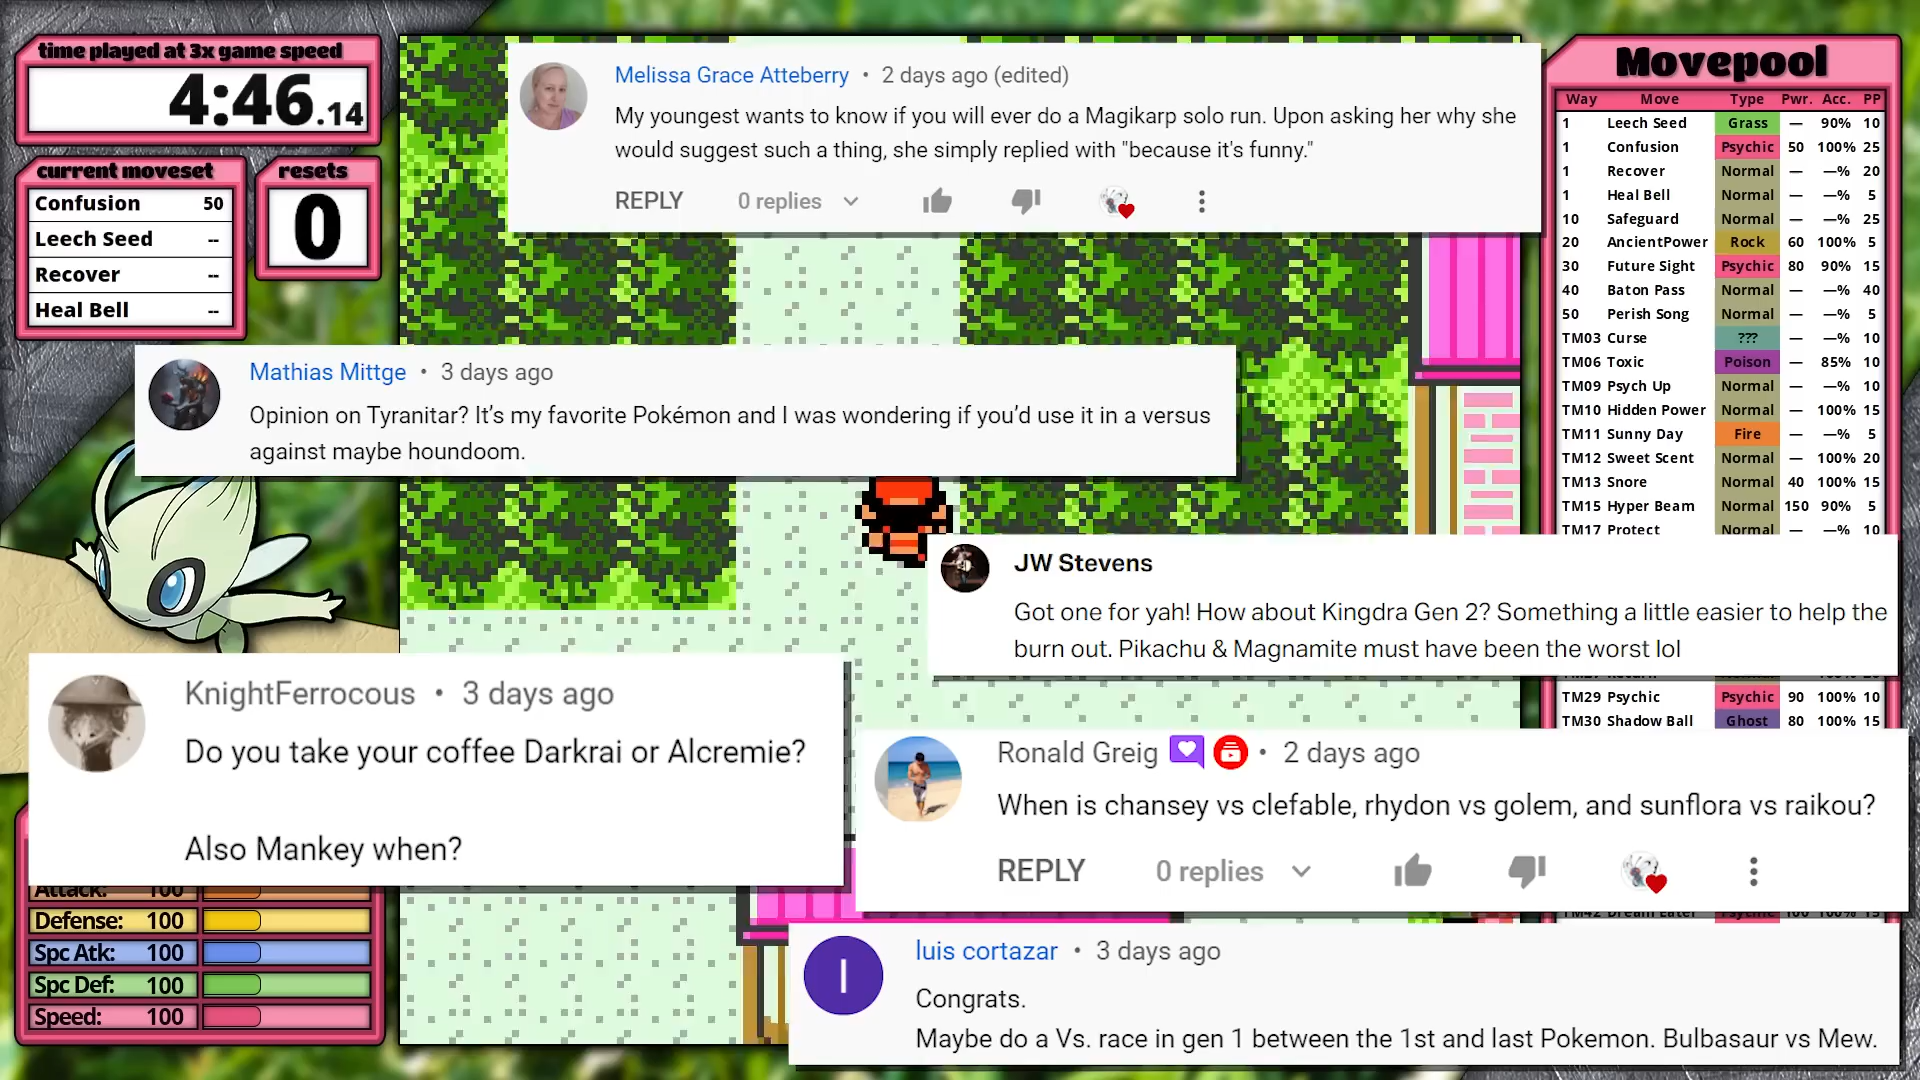 time played at 3x game speed
4:46.14
current moveset
Confusion 50
Leech Seed --
Recover --
Heal Bell --
resets
0
Melissa Grace Atteberry • 2 days ago (edited)
My youngest wants to know if you will ever do a Magikarp solo run. Upon asking her why she
would suggest such a thing, she simply replied with "because it's funny."
REPLY 0 replies
Mathias Mittge • 3 days ago
Opinion on Tyranitar? It’s my favorite Pokémon and I was wondering if you’d use it in a versus
against maybe houndoom.
JW Stevens
Got one for yah! How about Kingdra Gen 2? Something a little easier to help the
burn out. Pikachu & Magnamite must have been the worst lol
KnightFerrocous • 3 days ago
Do you take your coffee Darkrai or Alcremie?
Also Mankey when?
Ronald Greig • 2 days ago
When is chansey vs clefable, rhydon vs golem, and sunflora vs raikou?
REPLY 0 replies
l
luis cortazar • 3 days ago
Congrats.
Maybe do a Vs. race in gen 1 between the 1st and last Pokemon. Bulbasaur vs Mew.
Attack: 100
Defense: 100
Spc Atk: 100
Spc Def: 100
Speed: 100
Movepool
Way Move Type Pwr. Acc. PP
1 Leech Seed Grass — 90% 10
1 Confusion Psychic 50 100% 25
1 Recover Normal — —% 20
1 Heal Bell Normal — —% 5
10 Safeguard Normal — —% 25
20 AncientPower Rock 60 100% 5
30 Future Sight Psychic 80 90% 15
40 Baton Pass Normal — —% 40
50 Perish Song Normal — —% 5
TM03 Curse ??? — —% 10
TM06 Toxic Poison — 85% 10
TM09 Psych Up Normal — —% 10
TM10 Hidden Power Normal — 100% 15
TM11 Sunny Day Fire — —% 5
TM12 Sweet Scent Normal — 100% 20
TM13 Snore Normal 40 100% 15
TM15 Hyper Beam Normal 150 90% 5
TM17 Protect Normal — —% 10
TM29 Psychic Psychic 90 100% 10
TM30 Shadow Ball Ghost 80 100% 15
TM42 Dream Eater Psychic 100 100% 15